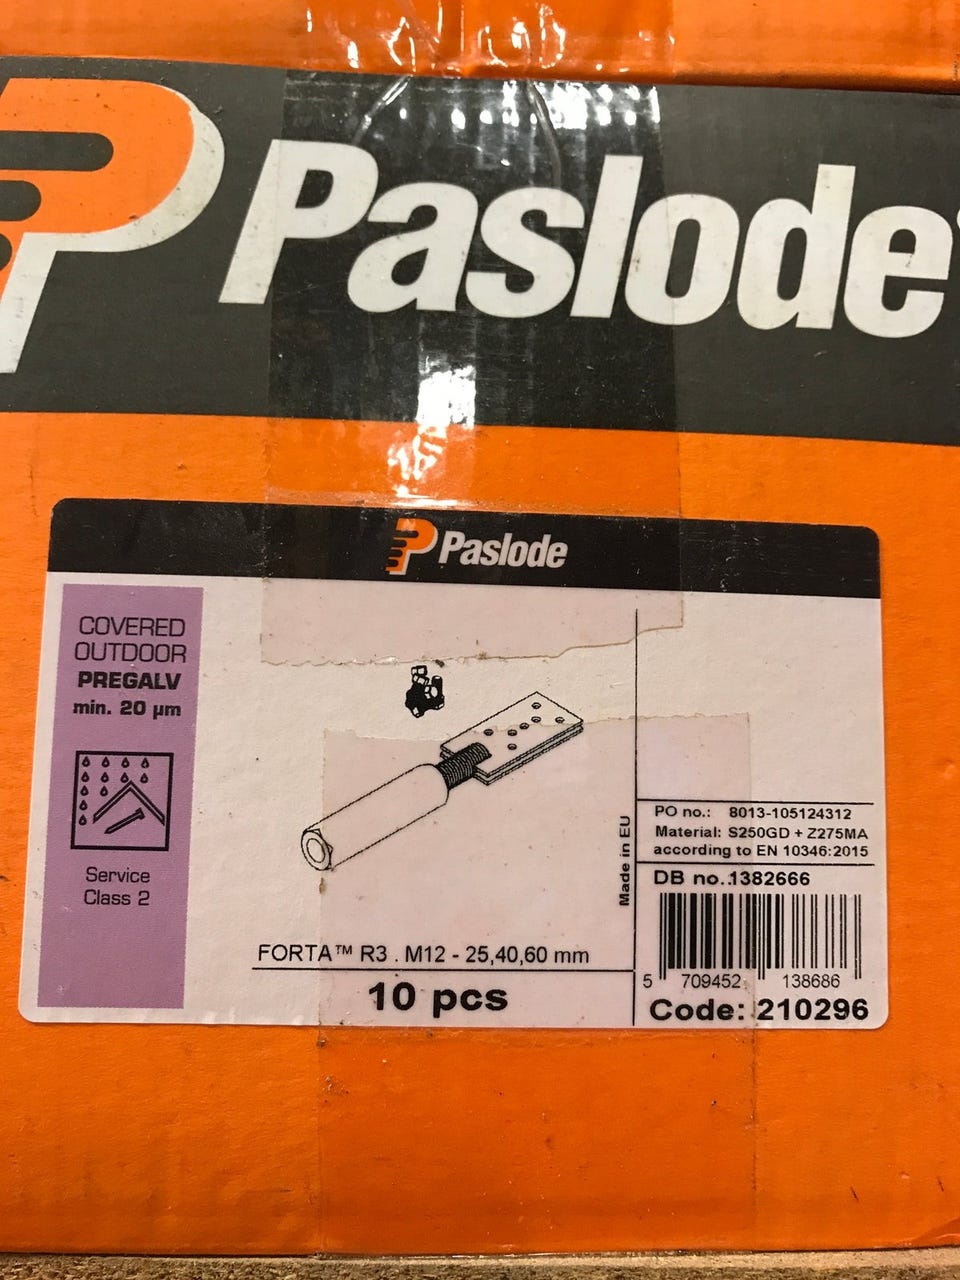 Paslode
Paslode
COVERED
OUTDOOR
PREGALV
min. 20 µm
Service
Class 2
FORTA™ R3 . M12 - 25,40,60 mm
10 pcs
Made in EU
PO no.: 8013-105124312
Material: S250GD + Z275MA
according to EN 10346:2015
DB no.:1382666
5 709452 138686
Code: 210296